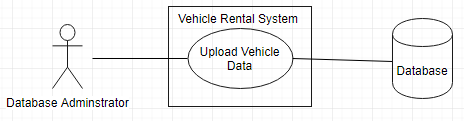 Vehicle Rental System
Upload Vehicle
Data
Database
Database Adminstrator